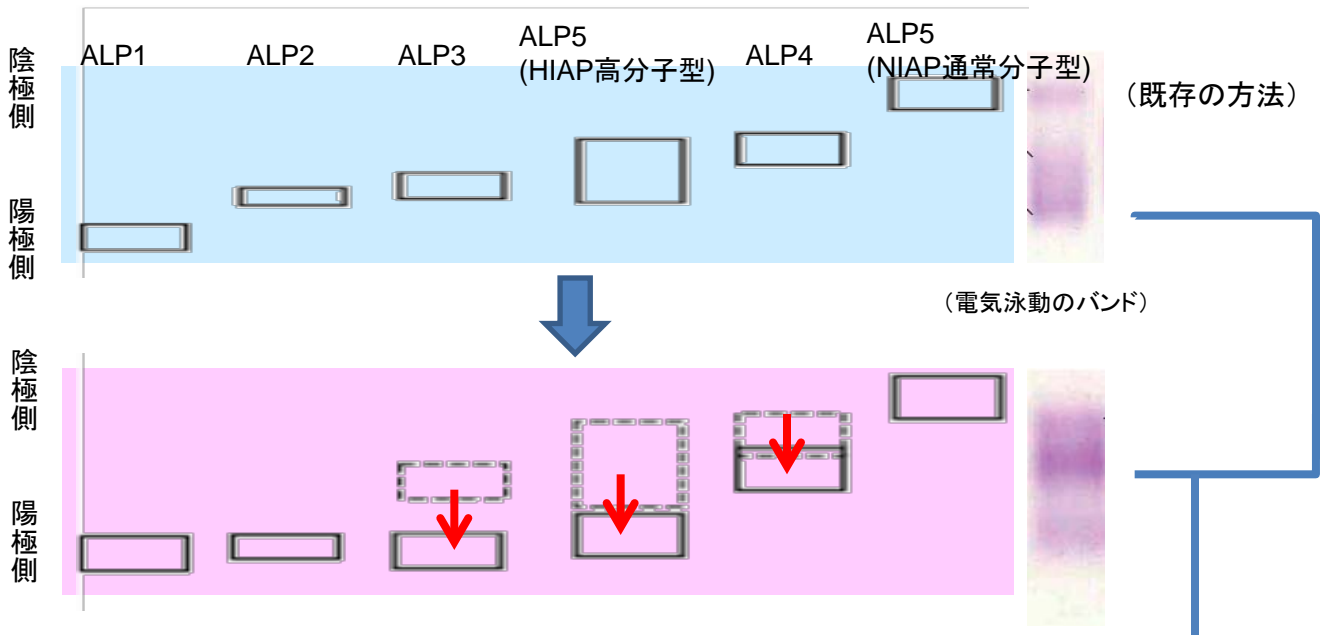 ALP1
ALP2
ALP3
ALP5
(HIAP高分子型)
ALP4
ALP5
(NIAP通常分子型)
陰極側
陽極側
（既存の方法）
（電気泳動のバンド）
陰極側
陽極側